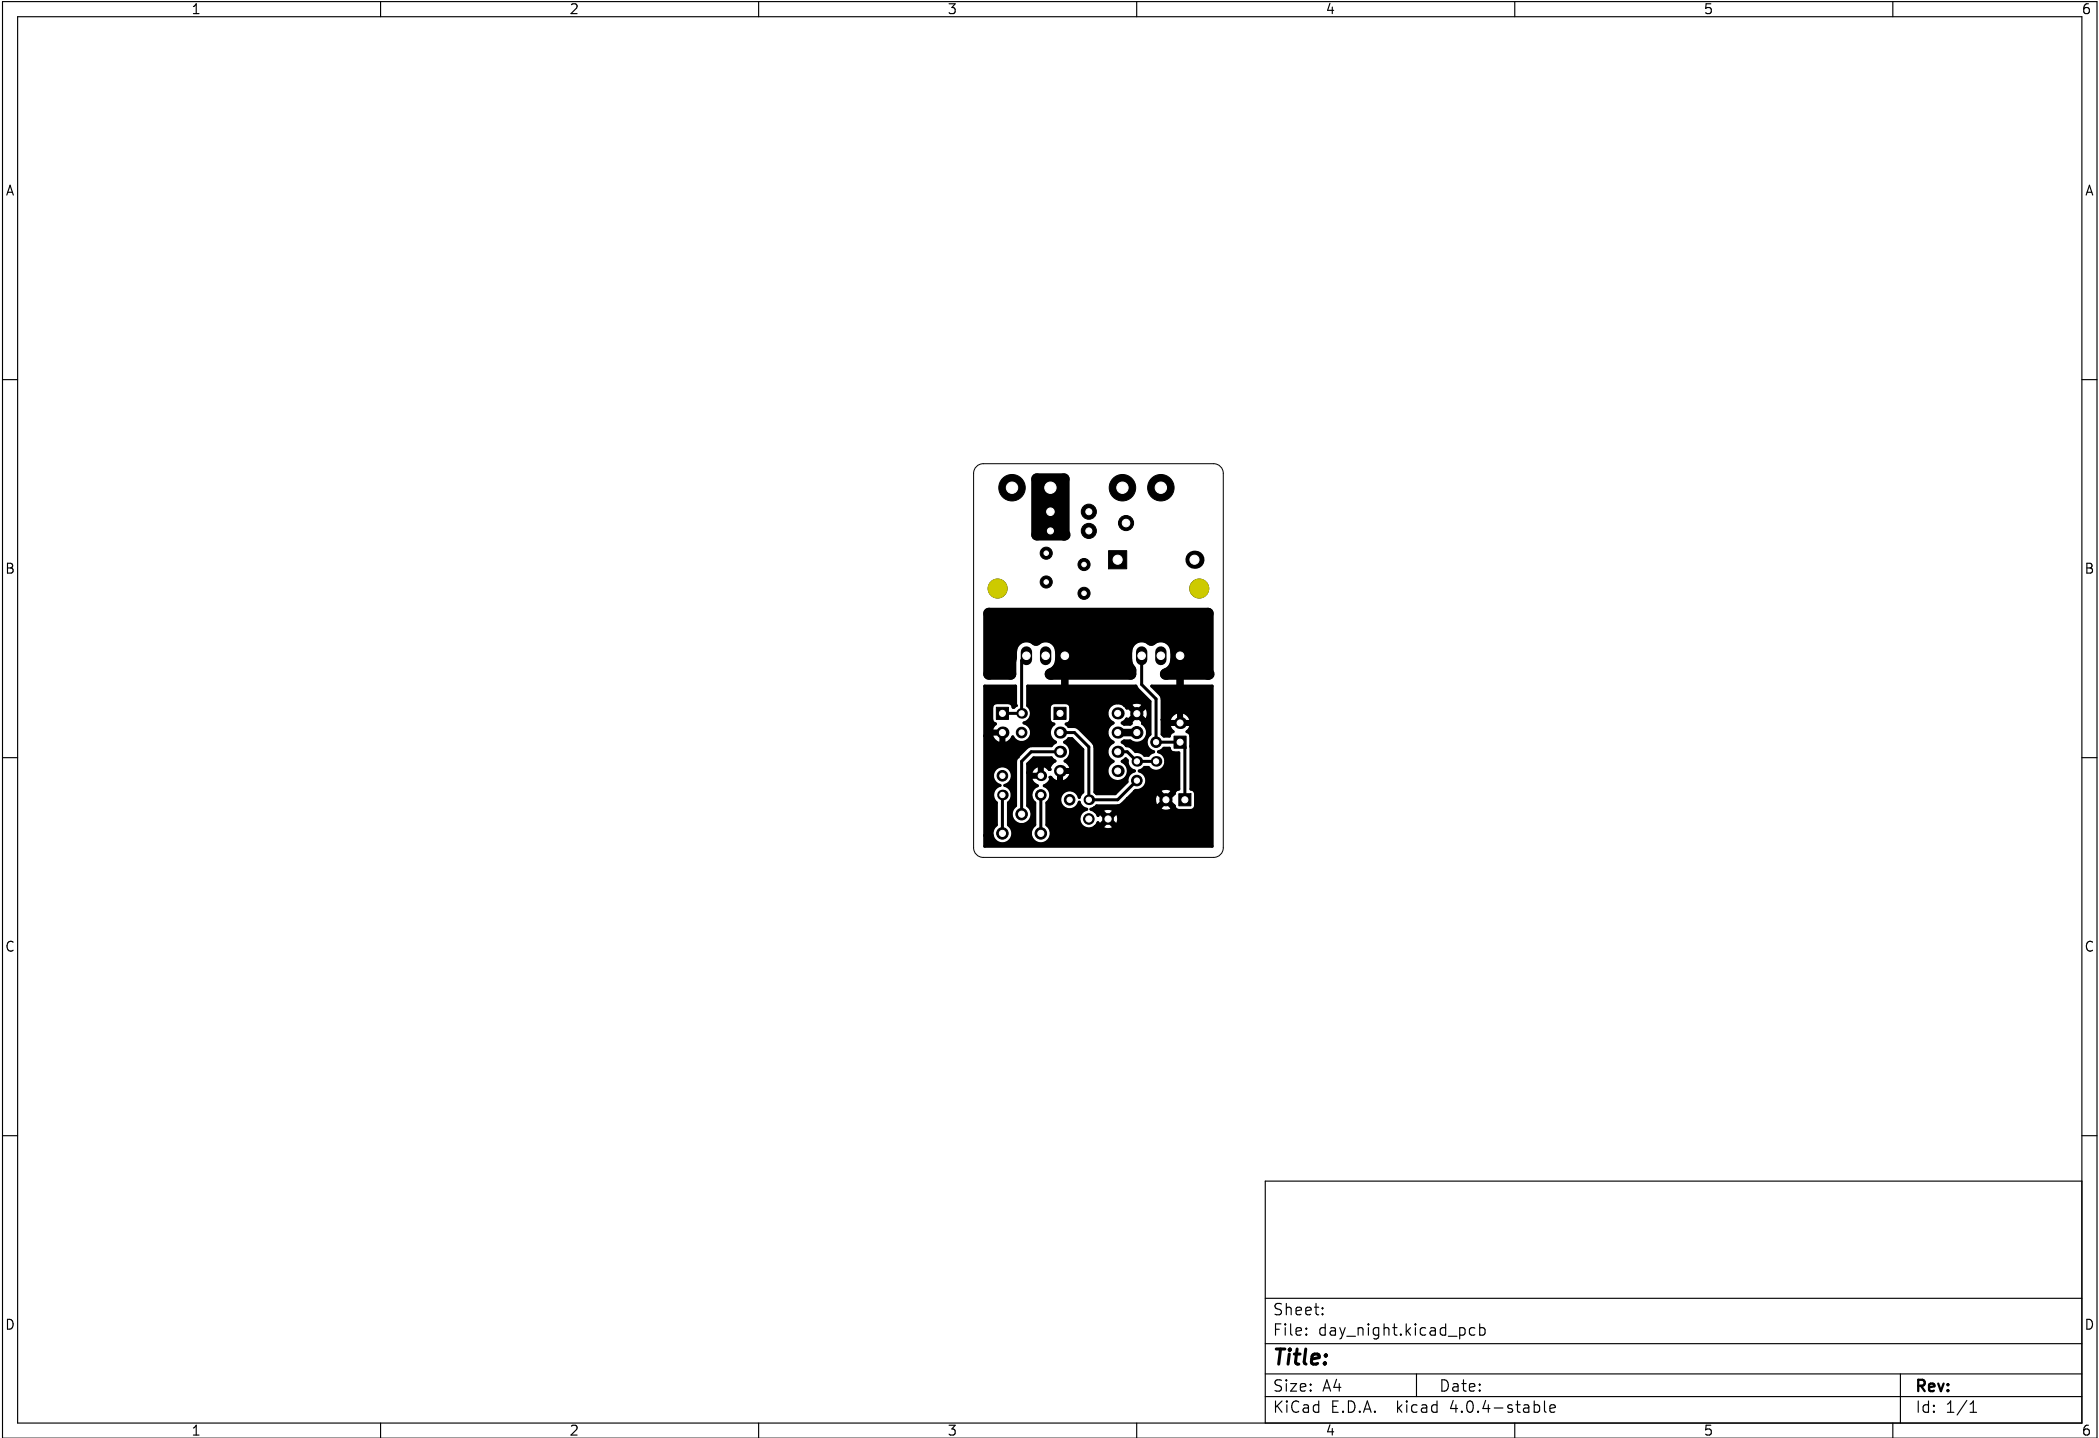 1 2 3 4 5 6
A A
B B
C C
D D
Sheet:
File: day_night.kicad_pcb
Title:
Size: A4 Date: Rev:
KiCad E.D.A. kicad 4.0.4-stable Id: 1/1
1 2 3 4 5 6